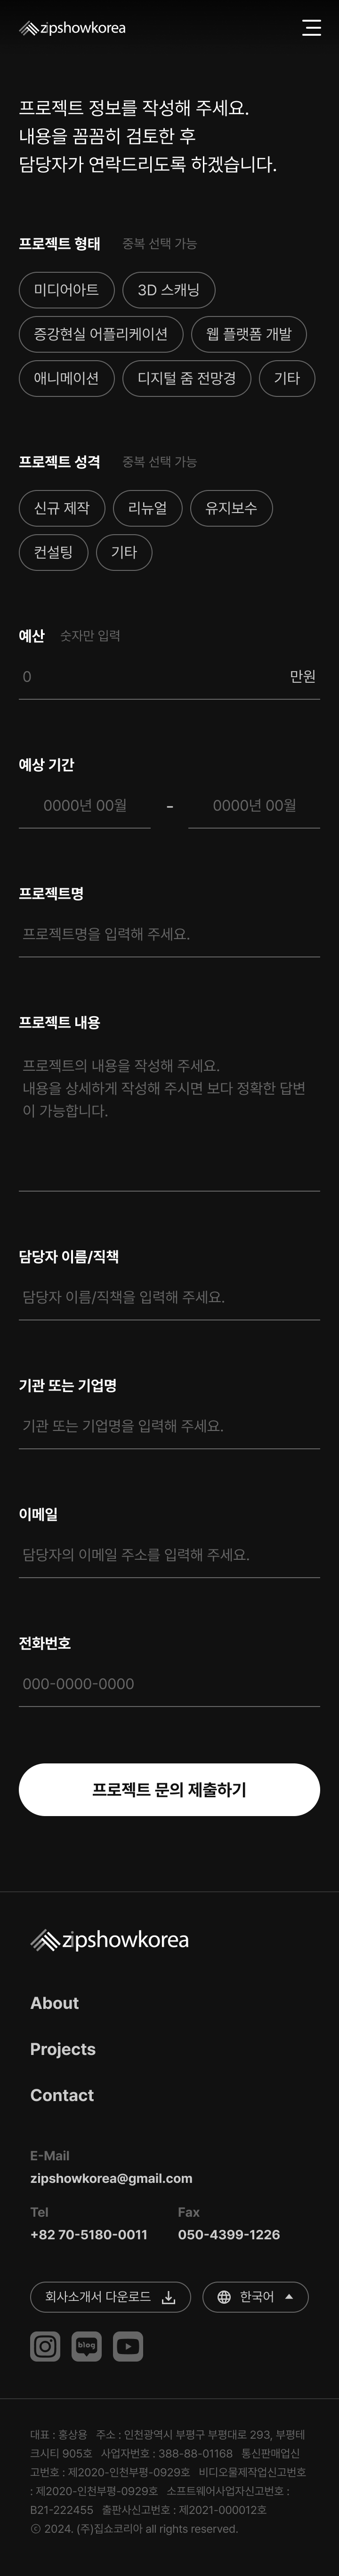 zipshowkorea
프로젝트 정보를 작성해 주세요.
내용을 꼼꼼히 검토한 후
담당자가 연락드리도록 하겠습니다.
프로젝트 형태 중복 선택 가능
미디어아트 3D 스캐닝
증강현실 어플리케이션 웹 플랫폼 개발
애니메이션 디지털 줌 전망경 기타
프로젝트 성격 중복 선택 가능
신규 제작 리뉴얼 유지보수
컨설팅 기타
예산 숫자만 입력
0 만원
예상 기간
0000년 00월 - 0000년 00월
프로젝트명
프로젝트명을 입력해 주세요.
프로젝트 내용
프로젝트의 내용을 작성해 주세요.
내용을 상세하게 작성해 주시면 보다 정확한 답변
이 가능합니다.
담당자 이름/직책
담당자 이름/직책을 입력해 주세요.
기관 또는 기업명
기관 또는 기업명을 입력해 주세요.
이메일
담당자의 이메일 주소를 입력해 주세요.
전화번호
000-0000-0000
프로젝트 문의 제출하기
zipshowkorea
About
Projects
Contact
E-Mail
zipshowkorea@gmail.com
Tel Fax
+82 70-5180-0011 050-4399-1226
회사소개서 다운로드 한국어
blog
대표 : 홍상용 주소 : 인천광역시 부평구 부평대로 293, 부평테
크시티 905호 사업자번호 : 388-88-01168 통신판매업신
고번호 : 제2020-인천부평-0929호 비디오물제작업신고번호
: 제2020-인천부평-0929호 소프트웨어사업자신고번호 :
B21-222455 출판사신고번호 : 제2021-000012호
ⓒ 2024. (주)집쇼코리아 all rights reserved.